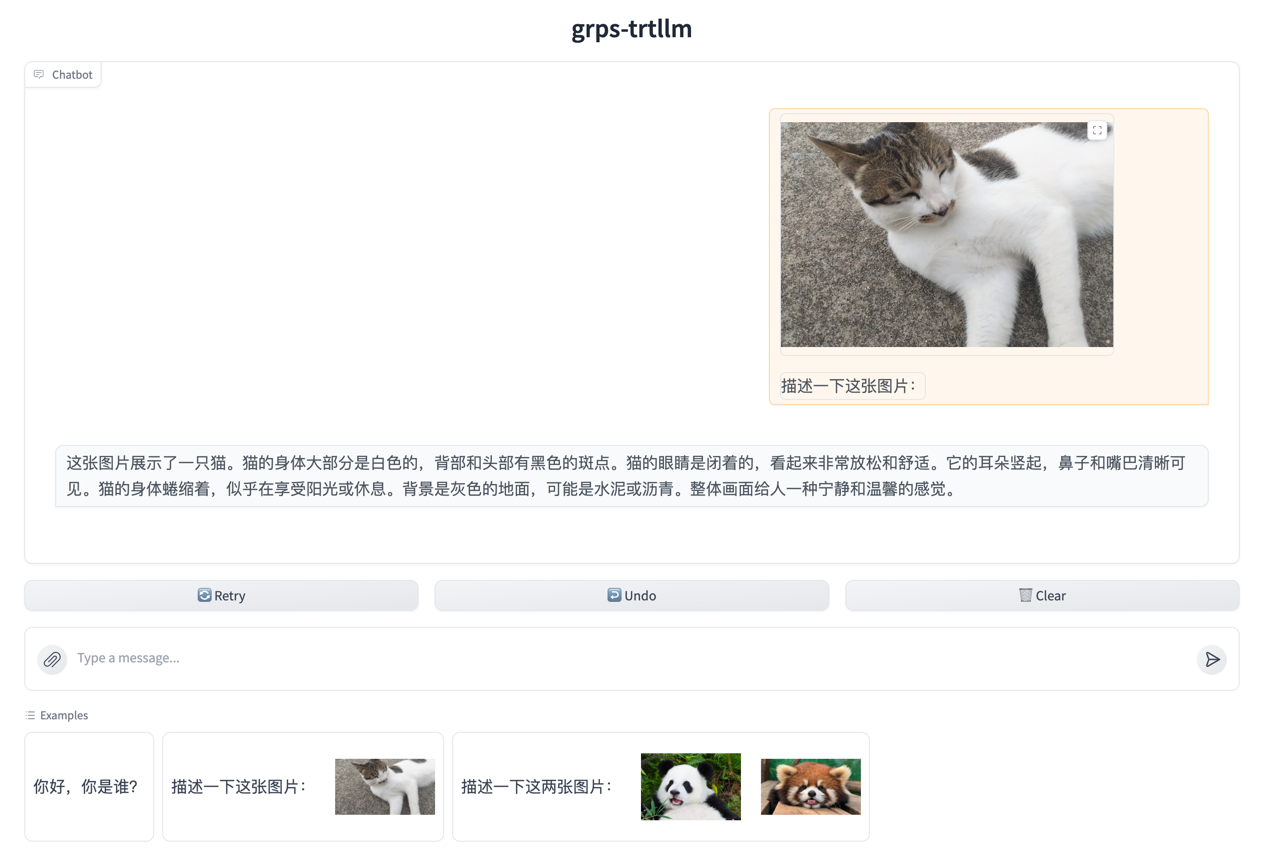 grps-trtllm
Chatbot
描述一下这张图片：
这张图片展示了一只猫。猫的身体大部分是白色的，背部和头部有黑色的斑点。猫的眼睛是闭着的，看起来非常放松和舒适。它的耳朵竖起，鼻子和嘴巴清晰可
见。猫的身体蜷缩着，似乎在享受阳光或休息。背景是灰色的地面，可能是水泥或沥青。整体画面给人一种宁静和温馨的感觉。
Retry
Undo
Clear
Type a message...
Examples
你好，你是谁？
描述一下这张图片：
描述一下这两张图片：